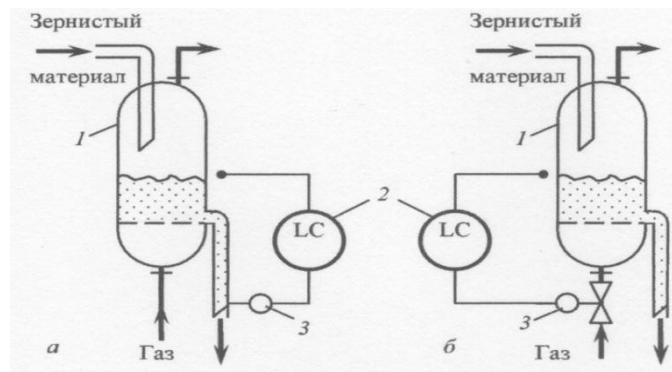 Зернистый
материал
1
LC
2
3
Газ
а
Зернистый
материал
1
LC
3
Газ
б